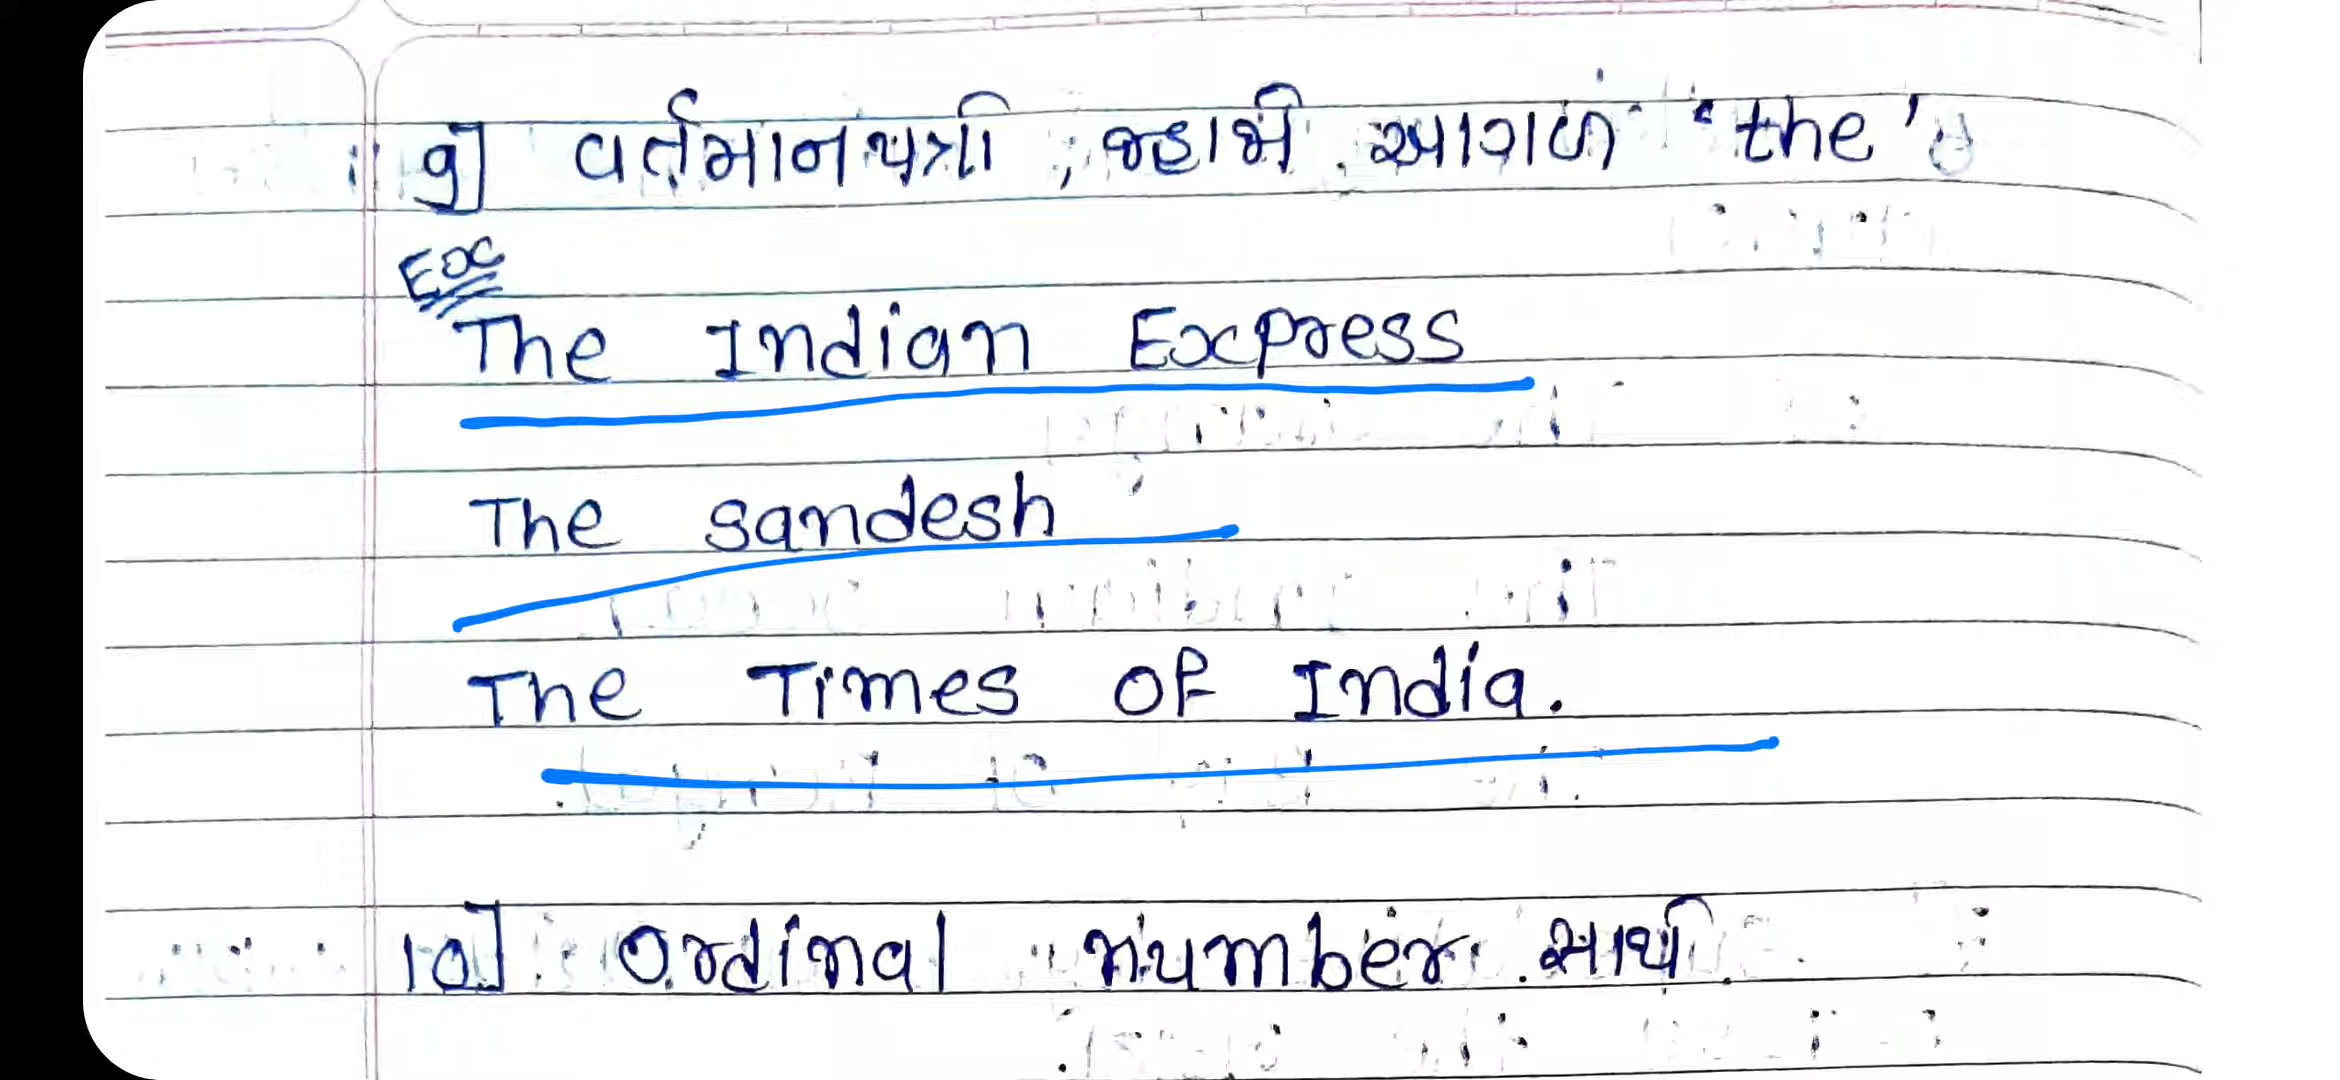 9] વર્તમાનપત્રી, જહાજો આગળ 'the'
Ex
The Indian Express
The sandesh
The Times of India.
10] Ordinal number સાથે